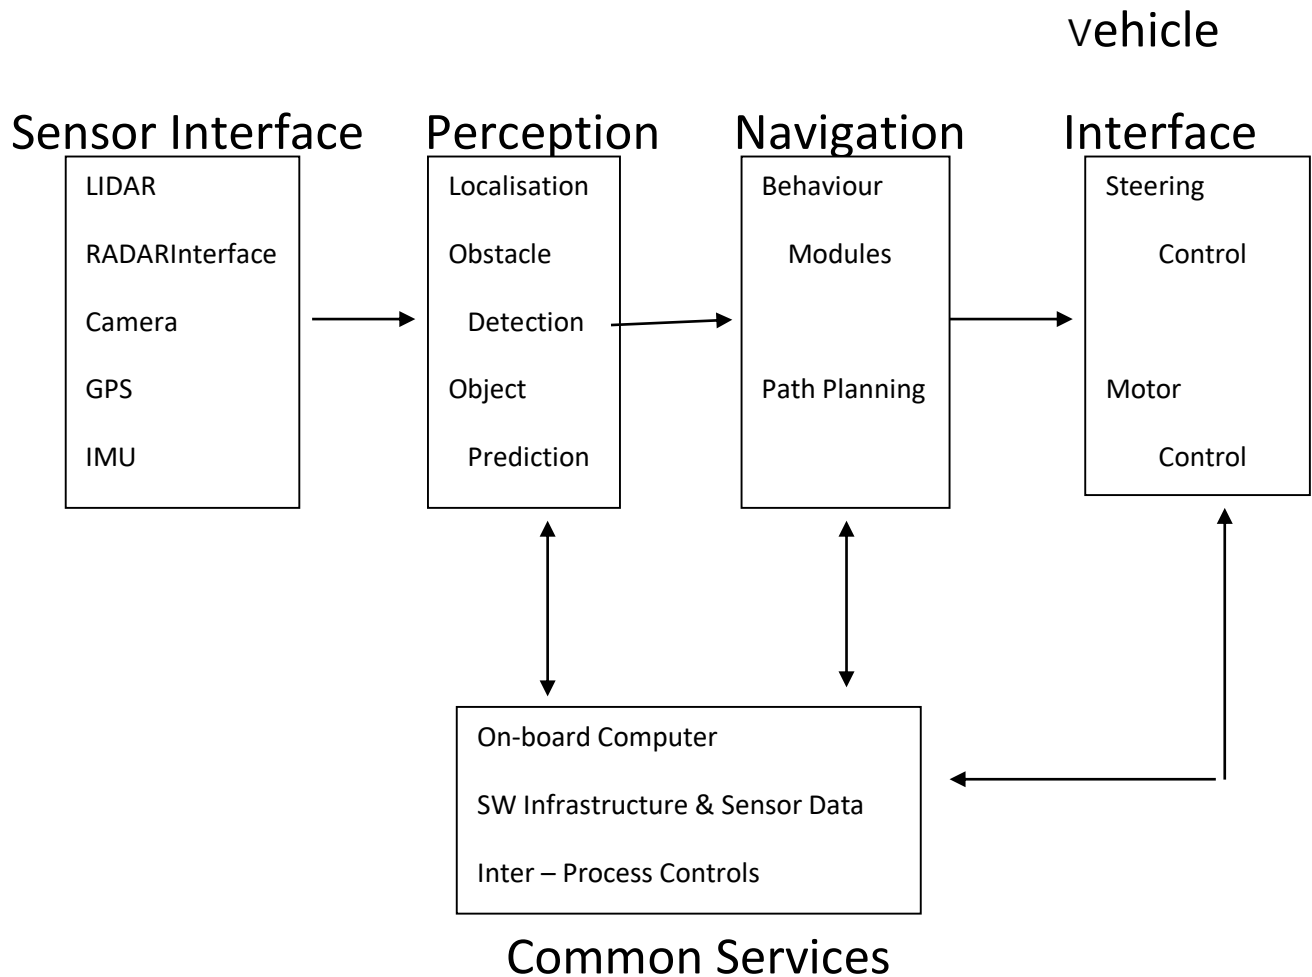 vehicle
Sensor Interface
Perception
Navigation
Interface
LIDAR
RADARInterface
Camera
GPS
IMU
Localisation
Obstacle
Detection
Object
Prediction
Behaviour
Modules
Path Planning
Steering
Control
Motor
Control
On-board Computer
SW Infrastructure & Sensor Data
Inter – Process Controls
Common Services